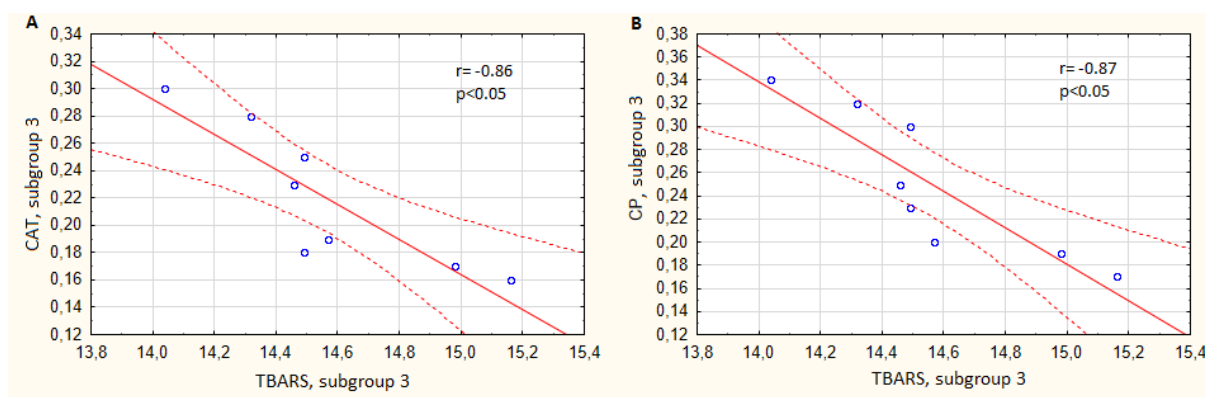 A
CAT, subgroup 3
0,34
0,32
0,30
0,28
0,26
0,24
0,22
0,20
0,18
0,16
0,14
0,12
r= -0.86
p<0.05
13,8 14,0 14,2 14,4 14,6 14,8 15,0 15,2 15,4
TBARS, subgroup 3
B
CP, subgroup 3
0,38
0,36
0,34
0,32
0,30
0,28
0,26
0,24
0,22
0,20
0,18
0,16
0,14
0,12
r= -0.87
p<0.05
13,8 14,0 14,2 14,4 14,6 14,8 15,0 15,2 15,4
TBARS, subgroup 3